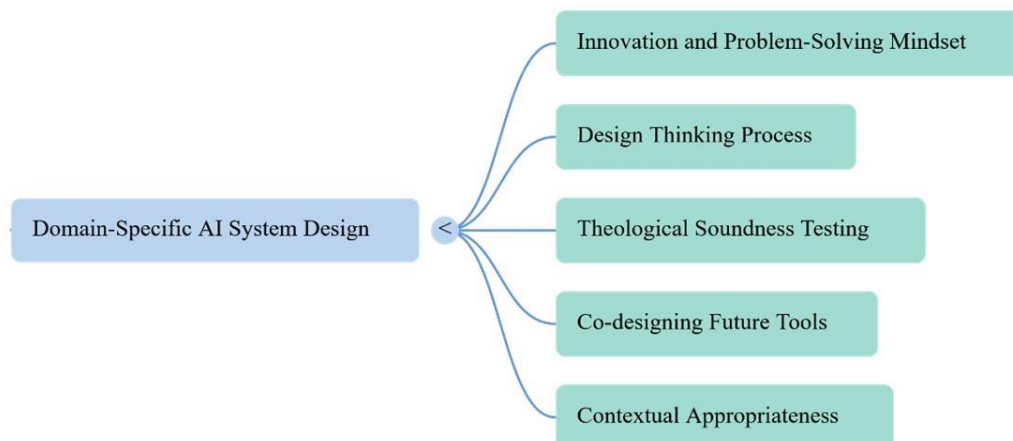 Innovation and Problem-Solving Mindset
Design Thinking Process
Domain-Specific AI System Design
<
Theological Soundness Testing
Co-designing Future Tools
Contextual Appropriateness